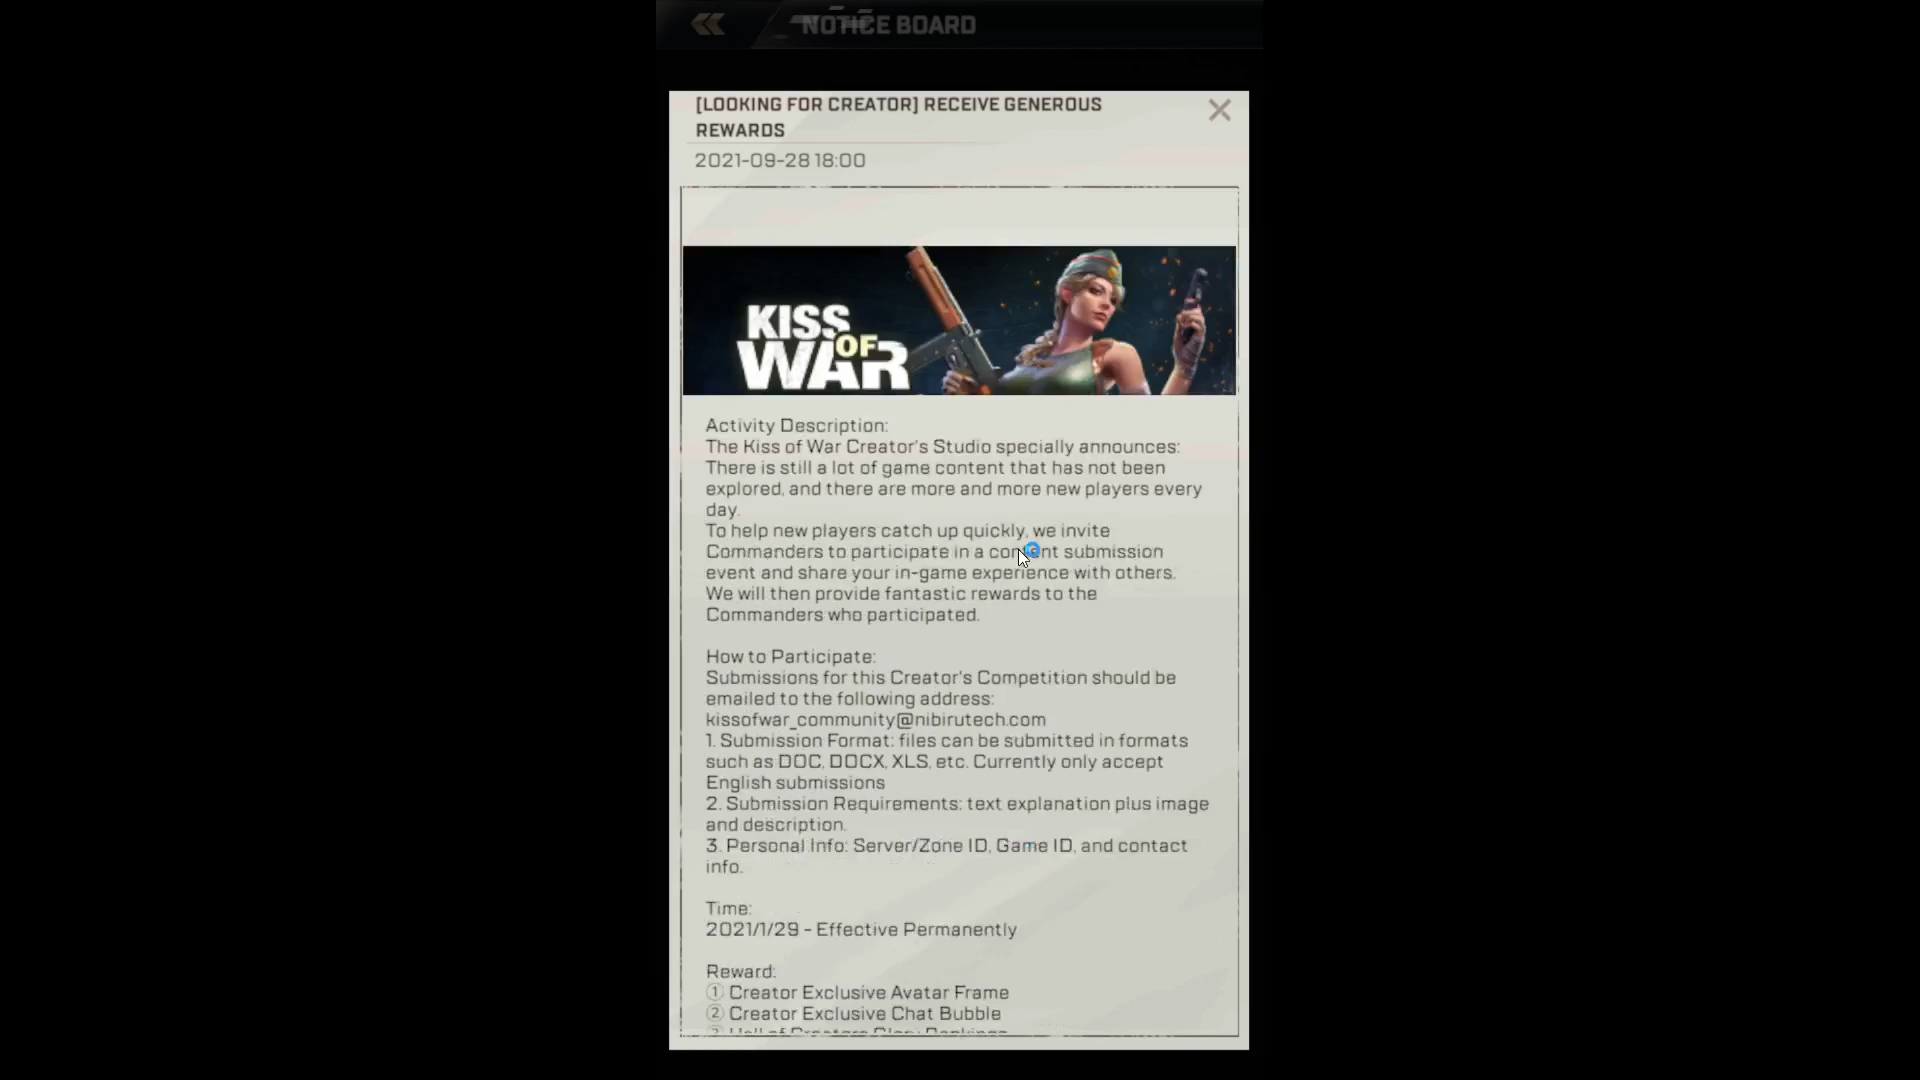 NOTICE BOARD
[LOOKING FOR CREATOR] RECEIVE GENEROUS
REWARDS
2021-09-28 18:00
KISS
OF
WAR
Activity Description:
The Kiss of War Creator's Studio specially announces:
There is still a lot of game content that has not been
explored, and there are more and more new players every
day.
To help new players catch up quickly, we invite
Commanders to participate in a content submission
event and share your in-game experience with others.
We will then provide fantastic rewards to the
Commanders who participated.
How to Participate:
Submissions for this Creator's Competition should be
emailed to the following address:
kissofwar_community@nibirutech.com
1. Submission Format: files can be submitted in formats
such as DOC, DOCX, XLS, etc. Currently only accept
English submissions
2. Submission Requirements: text explanation plus image
and description.
3. Personal Info: Server/Zone ID, Game ID, and contact
info.
Time:
2021/1/29 - Effective Permanently
Reward:
① Creator Exclusive Avatar Frame
② Creator Exclusive Chat Bubble
③ Hall of Creators Glory Rankings